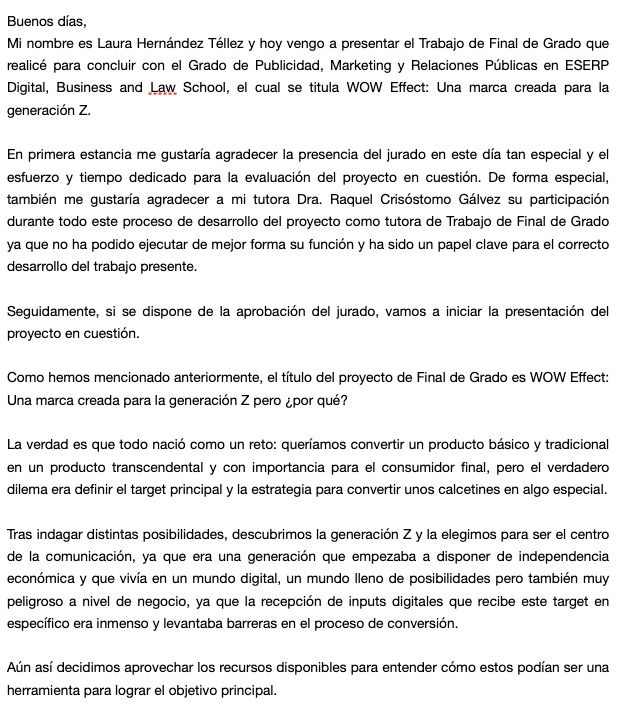 Buenos días,
Mi nombre es Laura Hernández Téllez y hoy vengo a presentar el Trabajo de Final de Grado que
realicé para concluir con el Grado de Publicidad, Marketing y Relaciones Públicas en ESERP
Digital, Business and Law School, el cual se titula WOW Effect: Una marca creada para la
generación Z.
En primera estancia me gustaría agradecer la presencia del jurado en este día tan especial y el
esfuerzo y tiempo dedicado para la evaluación del proyecto en cuestión. De forma especial,
también me gustaría agradecer a mi tutora Dra. Raquel Crisóstomo Gálvez su participación
durante todo este proceso de desarrollo del proyecto como tutora de Trabajo de Final de Grado
ya que no ha podido ejecutar de mejor forma su función y ha sido un papel clave para el correcto
desarrollo del trabajo presente.
Seguidamente, si se dispone de la aprobación del jurado, vamos a iniciar la presentación del
proyecto en cuestión.
Como hemos mencionado anteriormente, el título del proyecto de Final de Grado es WOW Effect:
Una marca creada para la generación Z pero ¿por qué?
La verdad es que todo nació como un reto: queríamos convertir un producto básico y tradicional
en un producto transcendental y con importancia para el consumidor final, pero el verdadero
dilema era definir el target principal y la estrategia para convertir unos calcetines en algo especial.
Tras indagar distintas posibilidades, descubrimos la generación Z y la elegimos para ser el centro
de la comunicación, ya que era una generación que empezaba a disponer de independencia
económica y que vivía en un mundo digital, un mundo lleno de posibilidades pero también muy
peligroso a nivel de negocio, ya que la recepción de inputs digitales que recibe este target en
específico era inmenso y levantaba barreras en el proceso de conversión.
Aún así decidimos aprovechar los recursos disponibles para entender cómo estos podían ser una
herramienta para lograr el objetivo principal.